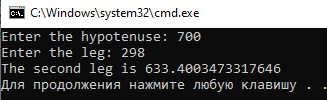 C:\Windows\system32\cmd.exe
Enter the hypotenuse: 700
Enter the leg: 298
The second leg is 633.4003473317646
Для продолжения нажмите любую клавишу . .